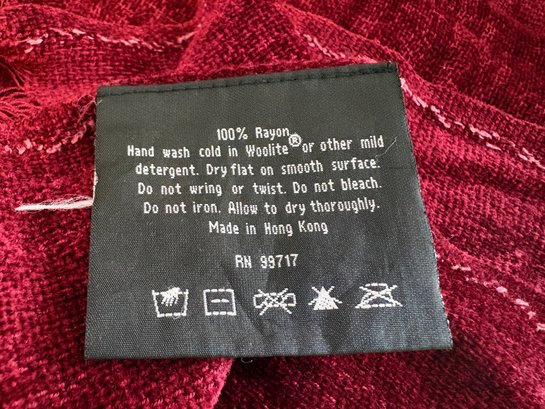 100% Rayon
Hand wash cold in Woolite® or other mild
detergent. Dry flat on smooth surface.
Do not wring or twist. Do not bleach.
Do not iron. Allow to dry thoroughly.
Made in Hong Kong
RN 99717